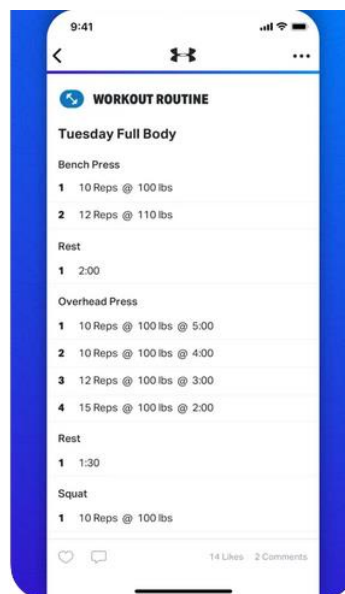 9:41
WORKOUT ROUTINE
Tuesday Full Body
Bench Press
1 10 Reps @ 100 lbs
2 12 Reps @ 110 lbs
Rest
1 2:00
Overhead Press
1 10 Reps @ 100 lbs @ 5:00
2 10 Reps @ 100 lbs @ 4:00
3 12 Reps @ 100 lbs @ 3:00
4 15 Reps @ 100 lbs @ 2:00
Rest
1 1:30
Squat
1 10 Reps @ 100 lbs
14 Likes 2 Comments